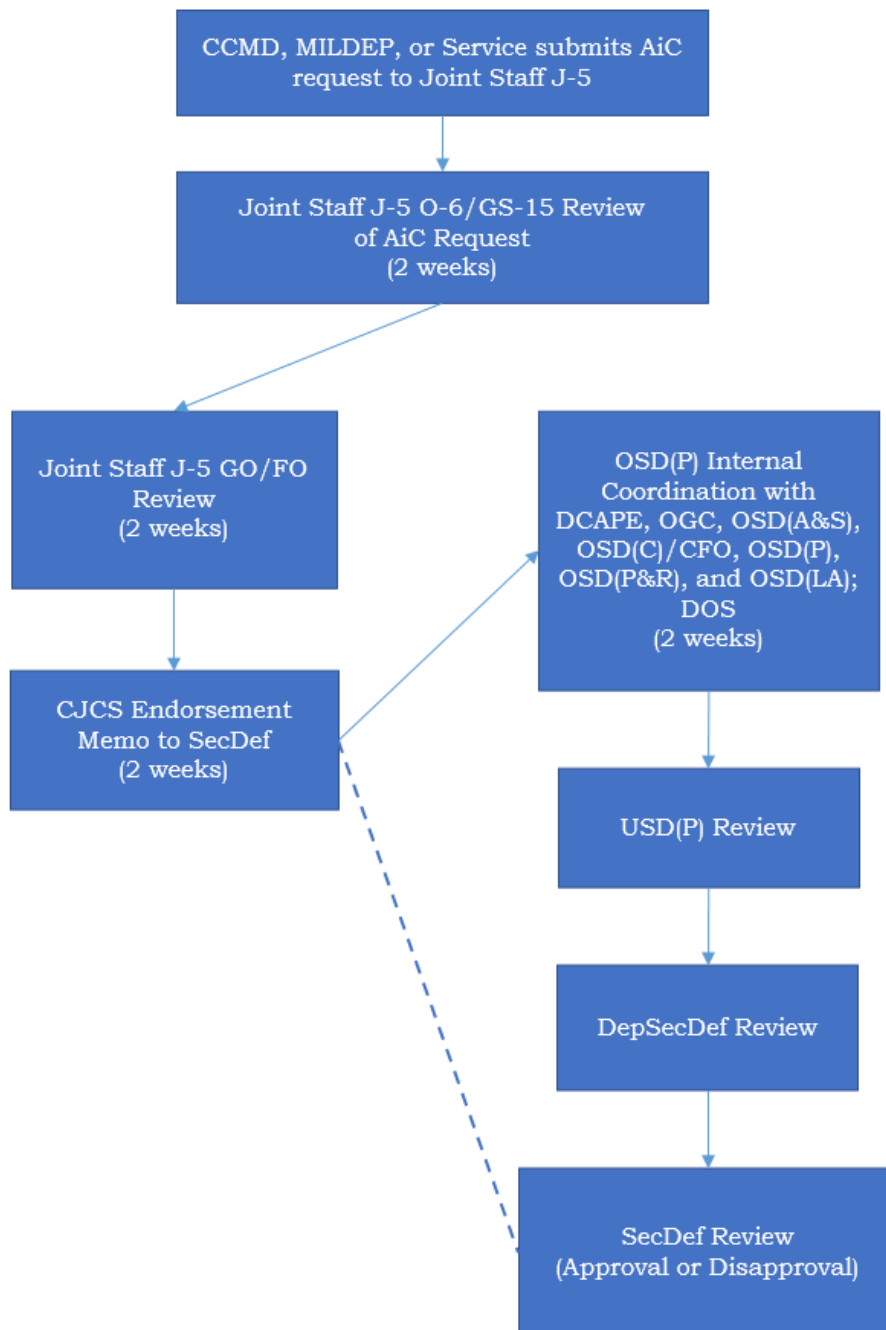 CCMD, MILDEP, or Service submits AiC
request to Joint Staff J-5
Joint Staff J-5 O-6/GS-15 Review
of AiC Request
(2 weeks)
Joint Staff J-5 GO/FO
Review
(2 weeks)
CJCS Endorsement
Memo to SecDef
(2 weeks)
OSD(P) Internal
Coordination with
DCAPE, OGC, OSD(A&S),
OSD(C)/CFO, OSD(P),
OSD(P&R), and OSD(LA);
DOS
(2 weeks)
USD(P) Review
DepSecDef Review
SecDef Review
(Approval or Disapproval)